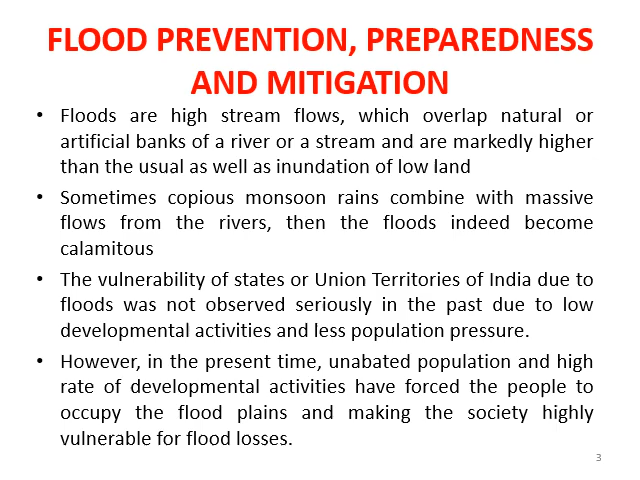 FLOOD PREVENTION, PREPAREDNESS
AND MITIGATION
• Floods are high stream flows, which overlap natural or
artificial banks of a river or a stream and are markedly higher
than the usual as well as inundation of low land
• Sometimes copious monsoon rains combine with massive
flows from the rivers, then the floods indeed become
calamitous
• The vulnerability of states or Union Territories of India due to
floods was not observed seriously in the past due to low
developmental activities and less population pressure.
• However, in the present time, unabated population and high
rate of developmental activities have forced the people to
occupy the flood plains and making the society highly
vulnerable for flood losses.
3